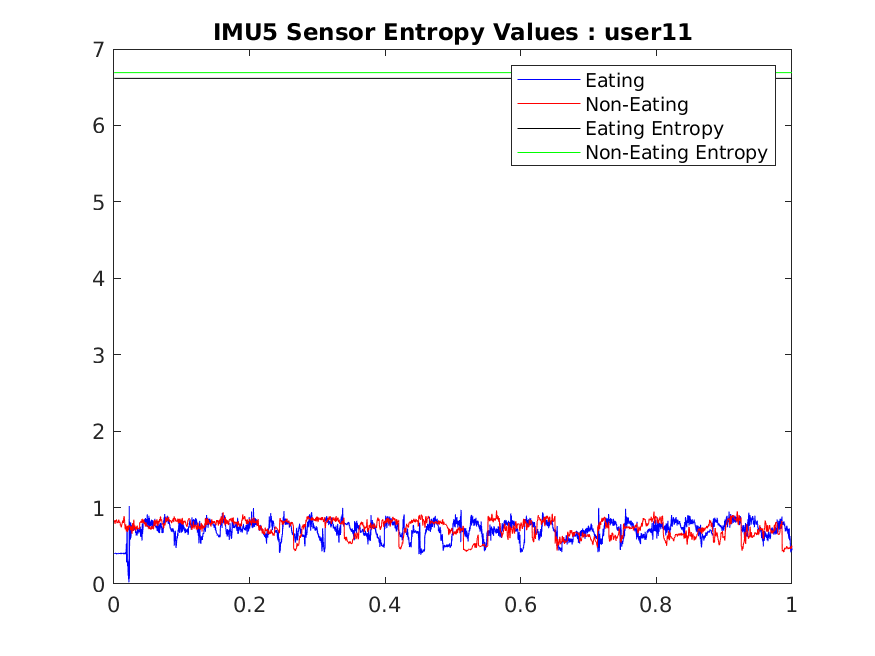 IMU5 Sensor Entropy Values : user11
7
6
5
4
3
2
1
0
Eating
Non-Eating
Eating Entropy
Non-Eating Entropy
0 0.2 0.4 0.6 0.8 1